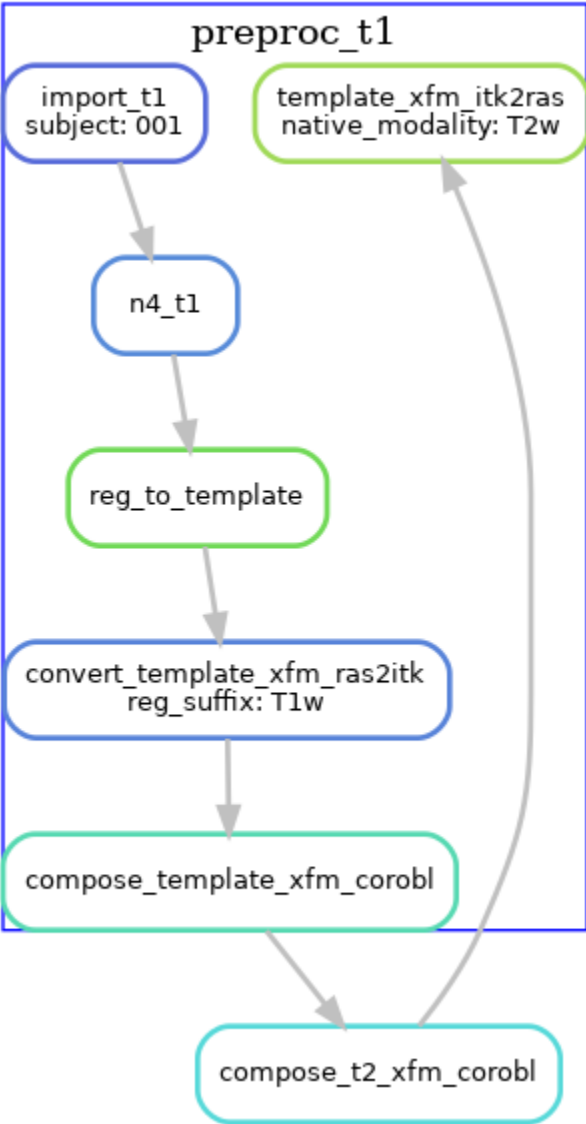 preproc_t1
import_t1
subject: 001
template_xfm_itk2ras
native_modality: T2w
n4_t1
reg_to_template
convert_template_xfm_ras2itk
reg_suffix: T1w
compose_template_xfm_corobl
compose_t2_xfm_corobl